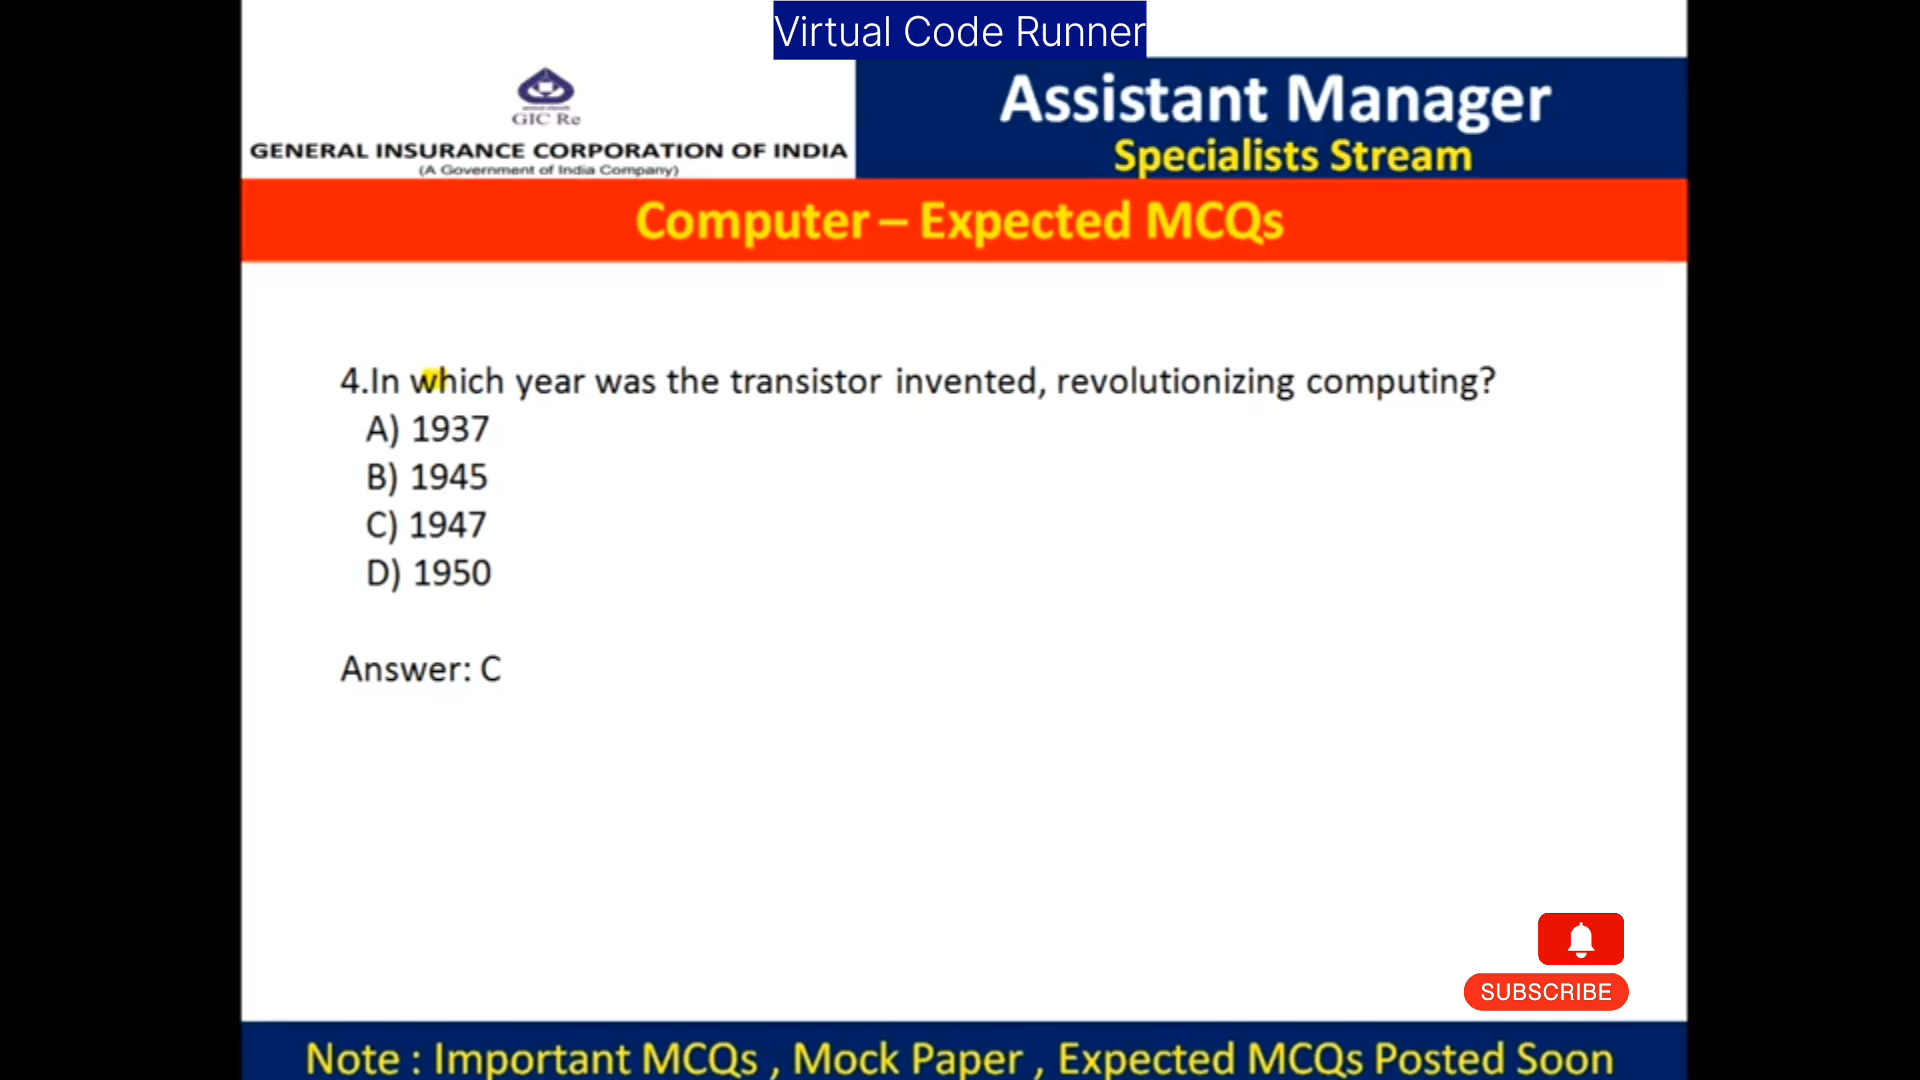 Virtual Code Runner
GIC Re
GENERAL INSURANCE CORPORATION OF INDIA
(A Government of India Company)
Assistant Manager
Specialists Stream
Computer – Expected MCQs
4.In which year was the transistor invented, revolutionizing computing?
A) 1937
B) 1945
C) 1947
D) 1950
Answer: C
SUBSCRIBE
Note : Important MCQs , Mock Paper , Expected MCQs Posted Soon